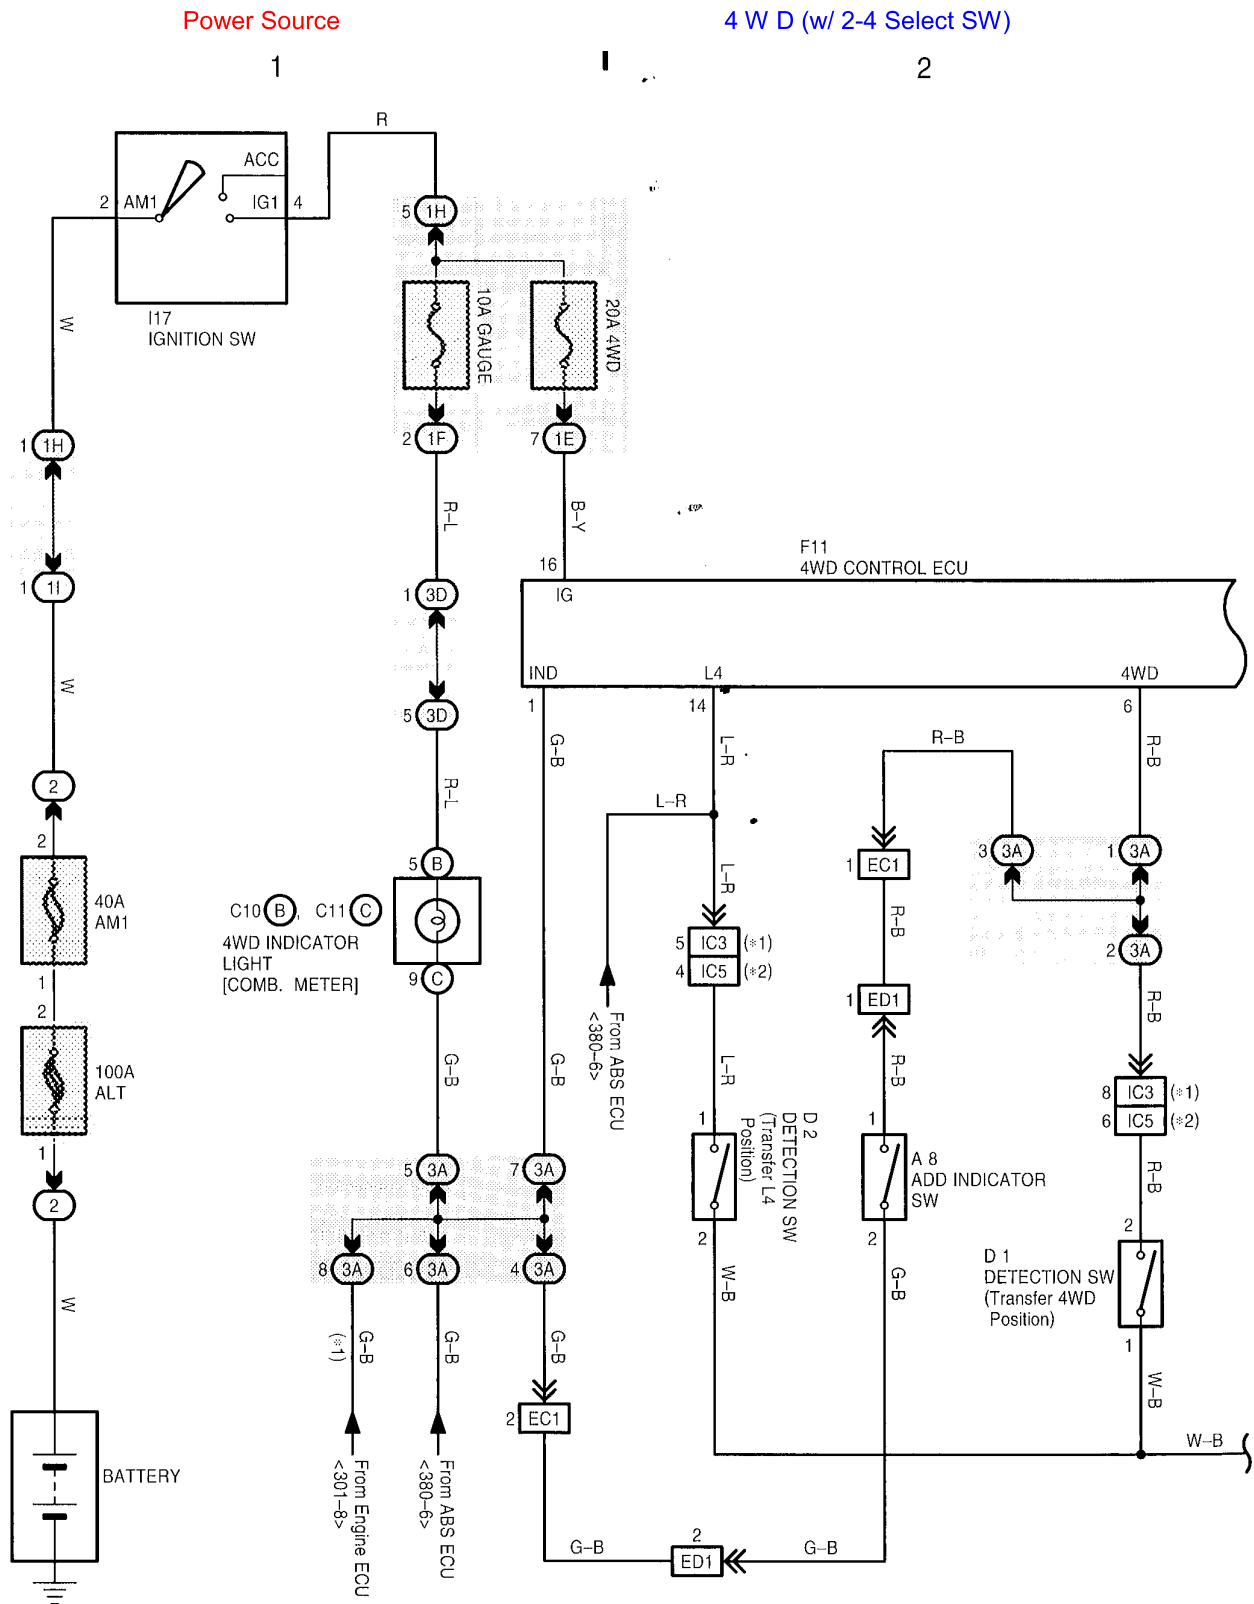 Power Source
4 W D (w/ 2-4 Select SW)
1
2
R
ACC
2 AM1
IG1 4
I17
IGNITION SW
W
5 1H
10A GAUGE
20A 4WD
2 1F
7 1E
1 1H
R–L
B–Y
1 1I
F11
4WD CONTROL ECU
16
IG
1 3D
W
IND
L4
4WD
1
14
6
5 3D
G–B
L–R
R–B
R–B
2
R–L
L–R
2
40A
AM1
1
5 B
C10 B, C11 C
4WD INDICATOR
LIGHT
[COMB. METER]
9 C
L–R
1 EC1
3 3A
1 3A
R–B
5 IC3 (*1)
4 IC5 (*2)
2 3A
1 ED1
R–B
2
100A
ALT
1
G–B
G–B
From ABS ECU
<380–6>
L–R
R–B
8 IC3 (*1)
6 IC5 (*2)
1
D 2
DETECTION SW
(Transfer L4
Position)
1
A 8
ADD INDICATOR
SW
R–B
2
5 3A
7 3A
2
2
2
8 3A
6 3A
4 3A
W–B
G–B
D 1
DETECTION SW
(Transfer 4WD
Position)
1
W
G–B
(*1)
G–B
G–B
W–B
2 EC1
W–B
BATTERY
From Engine ECU
<301–8>
From ABS ECU
<380–6>
G–B
2
ED1
G–B